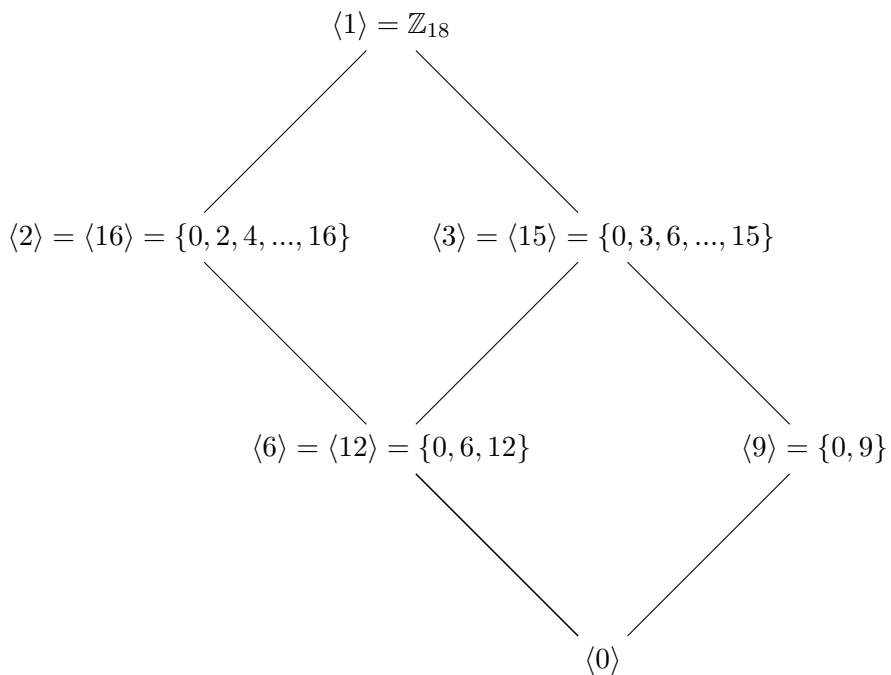 ⟨1⟩ = ℤ₁₈
⟨2⟩ = ⟨16⟩ = {0, 2, 4, ..., 16}
⟨3⟩ = ⟨15⟩ = {0, 3, 6, ..., 15}
⟨6⟩ = ⟨12⟩ = {0, 6, 12}
⟨9⟩ = {0, 9}
⟨0⟩